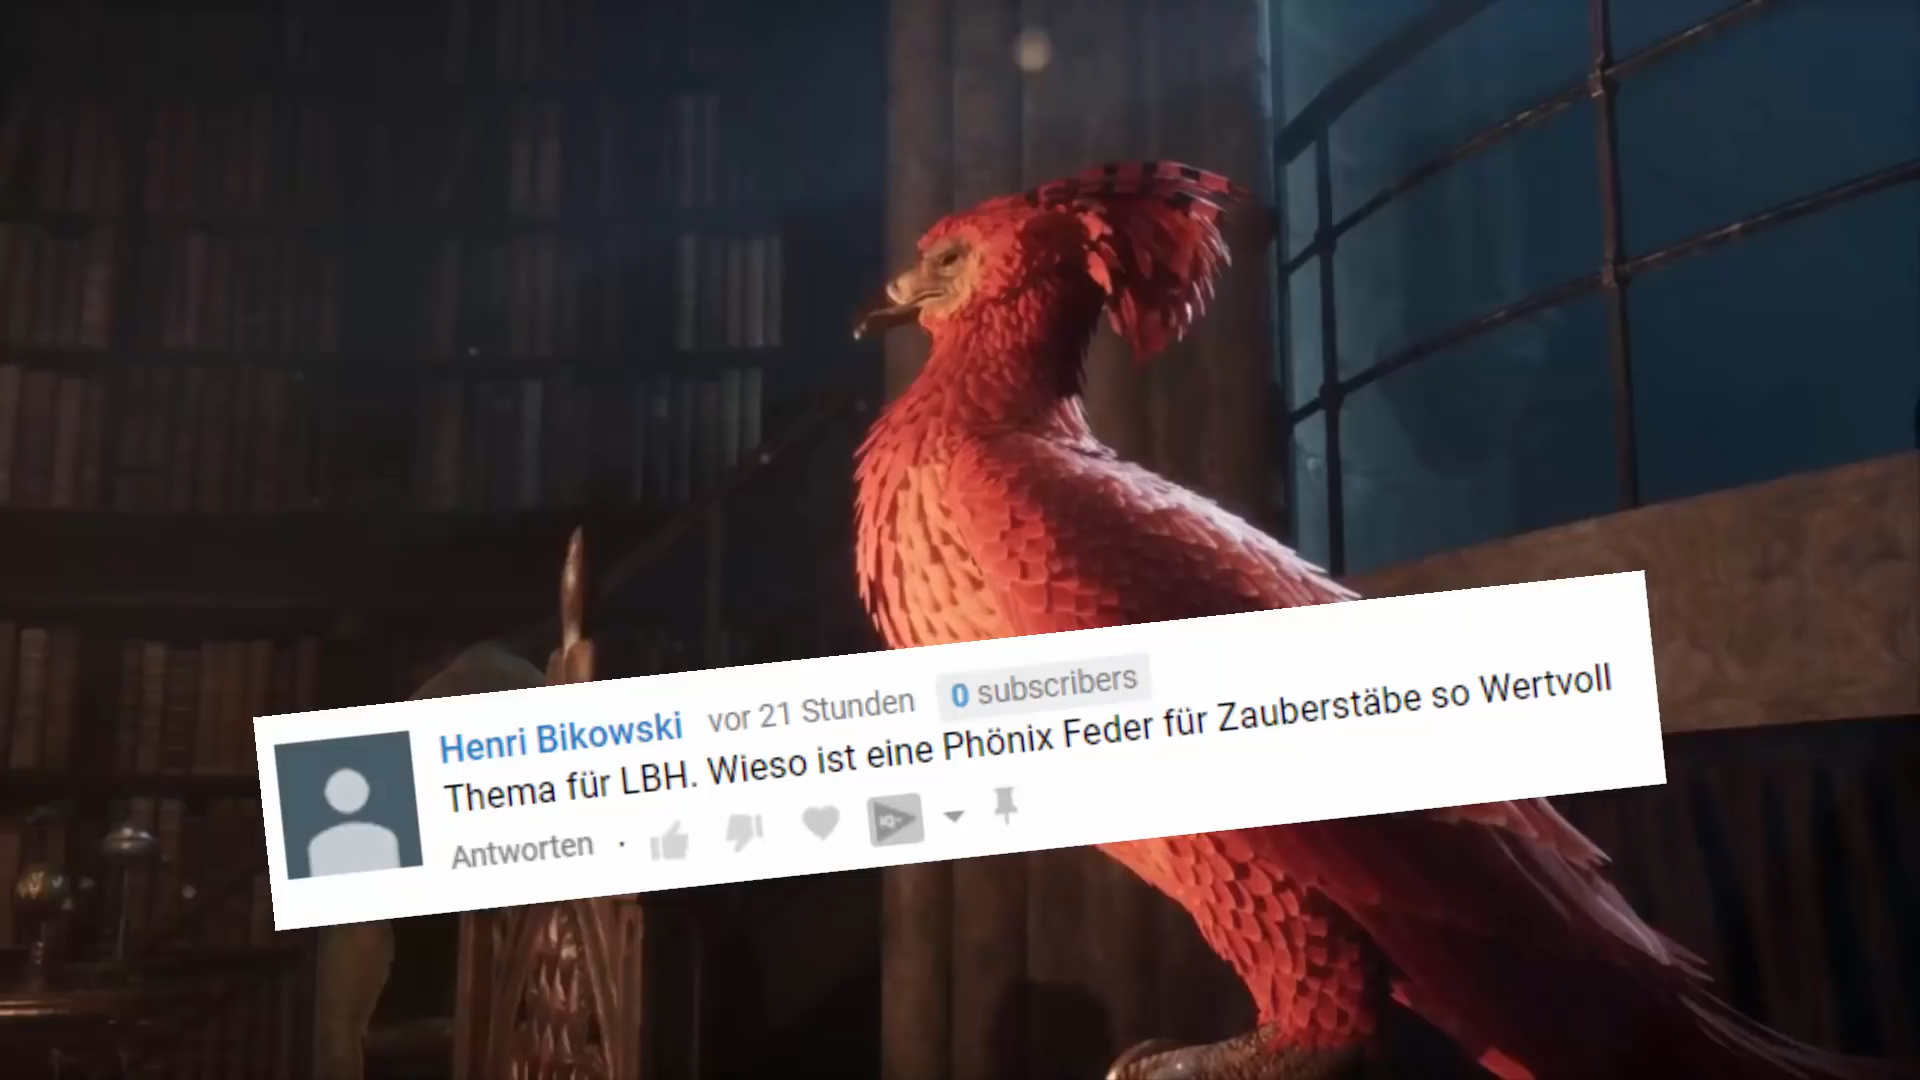 Henri Bikowski vor 21 Stunden 0 subscribers
Thema für LBH. Wieso ist eine Phönix Feder für Zauberstäbe so Wertvoll
Antworten ·